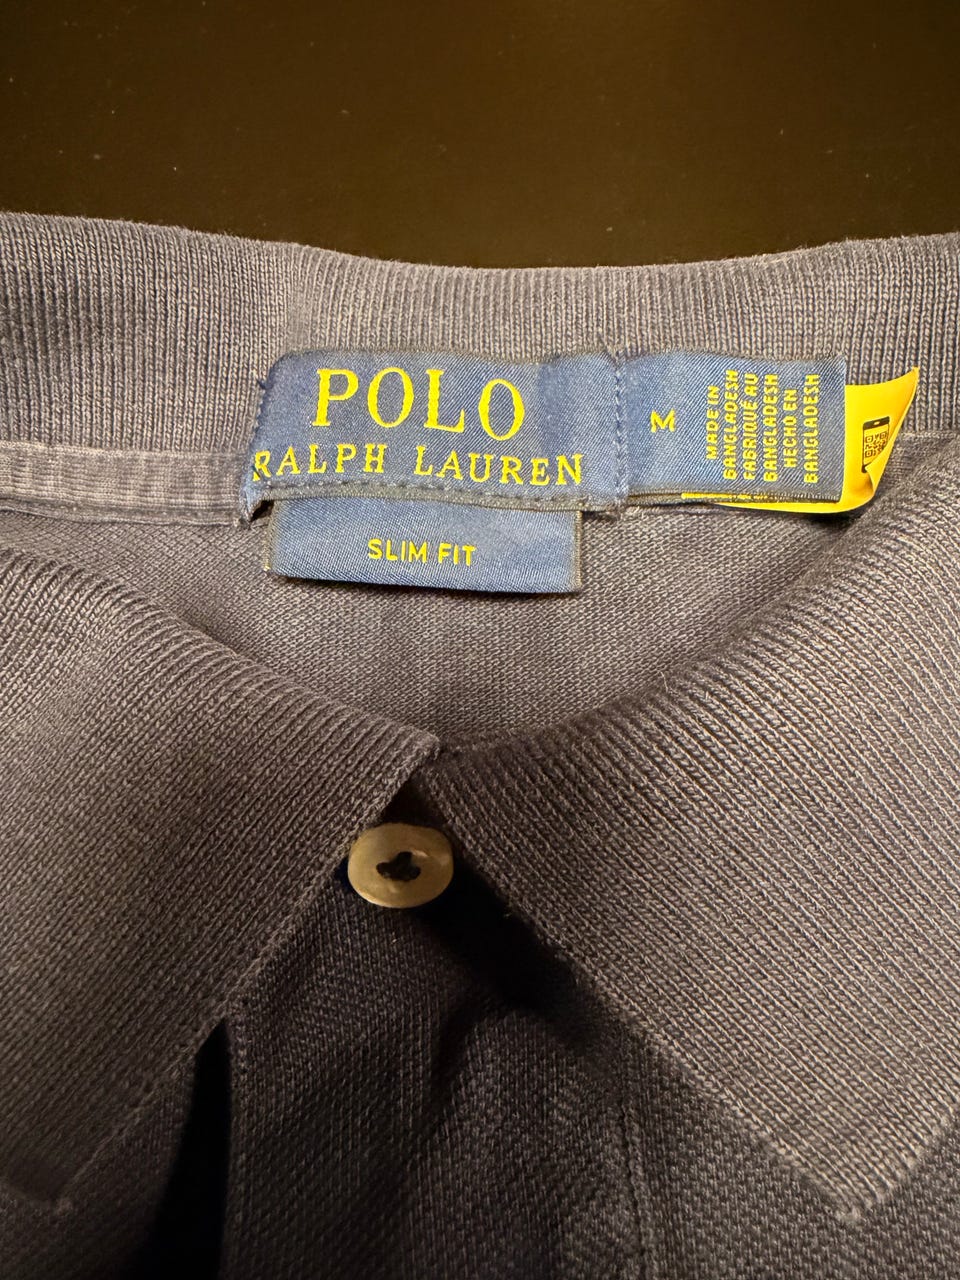 POLO
RALPH LAUREN
SLIM FIT
M
MADE IN
BANGLADESH
FABRIQUÉ AU
BANGLADESH
HECHO EN
BANGLADESH